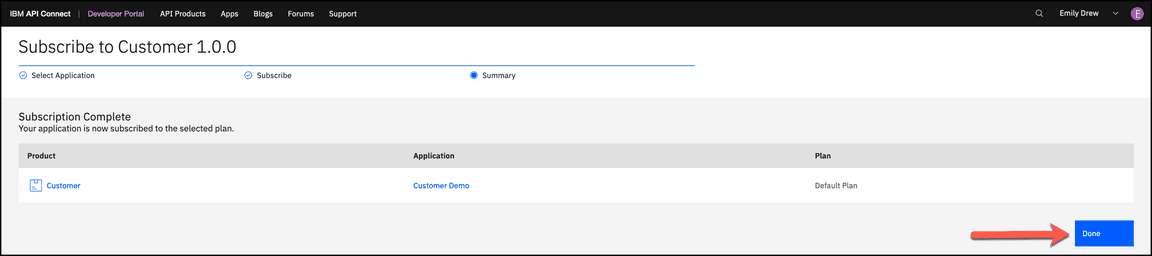 IBM API Connect | Developer Portal API Products Apps Blogs Forums Support Emily Drew E
Subscribe to Customer 1.0.0
Select Application Subscribe Summary
Subscription Complete
Your application is now subscribed to the selected plan.
Product Application Plan
Customer Customer Demo Default Plan
Done